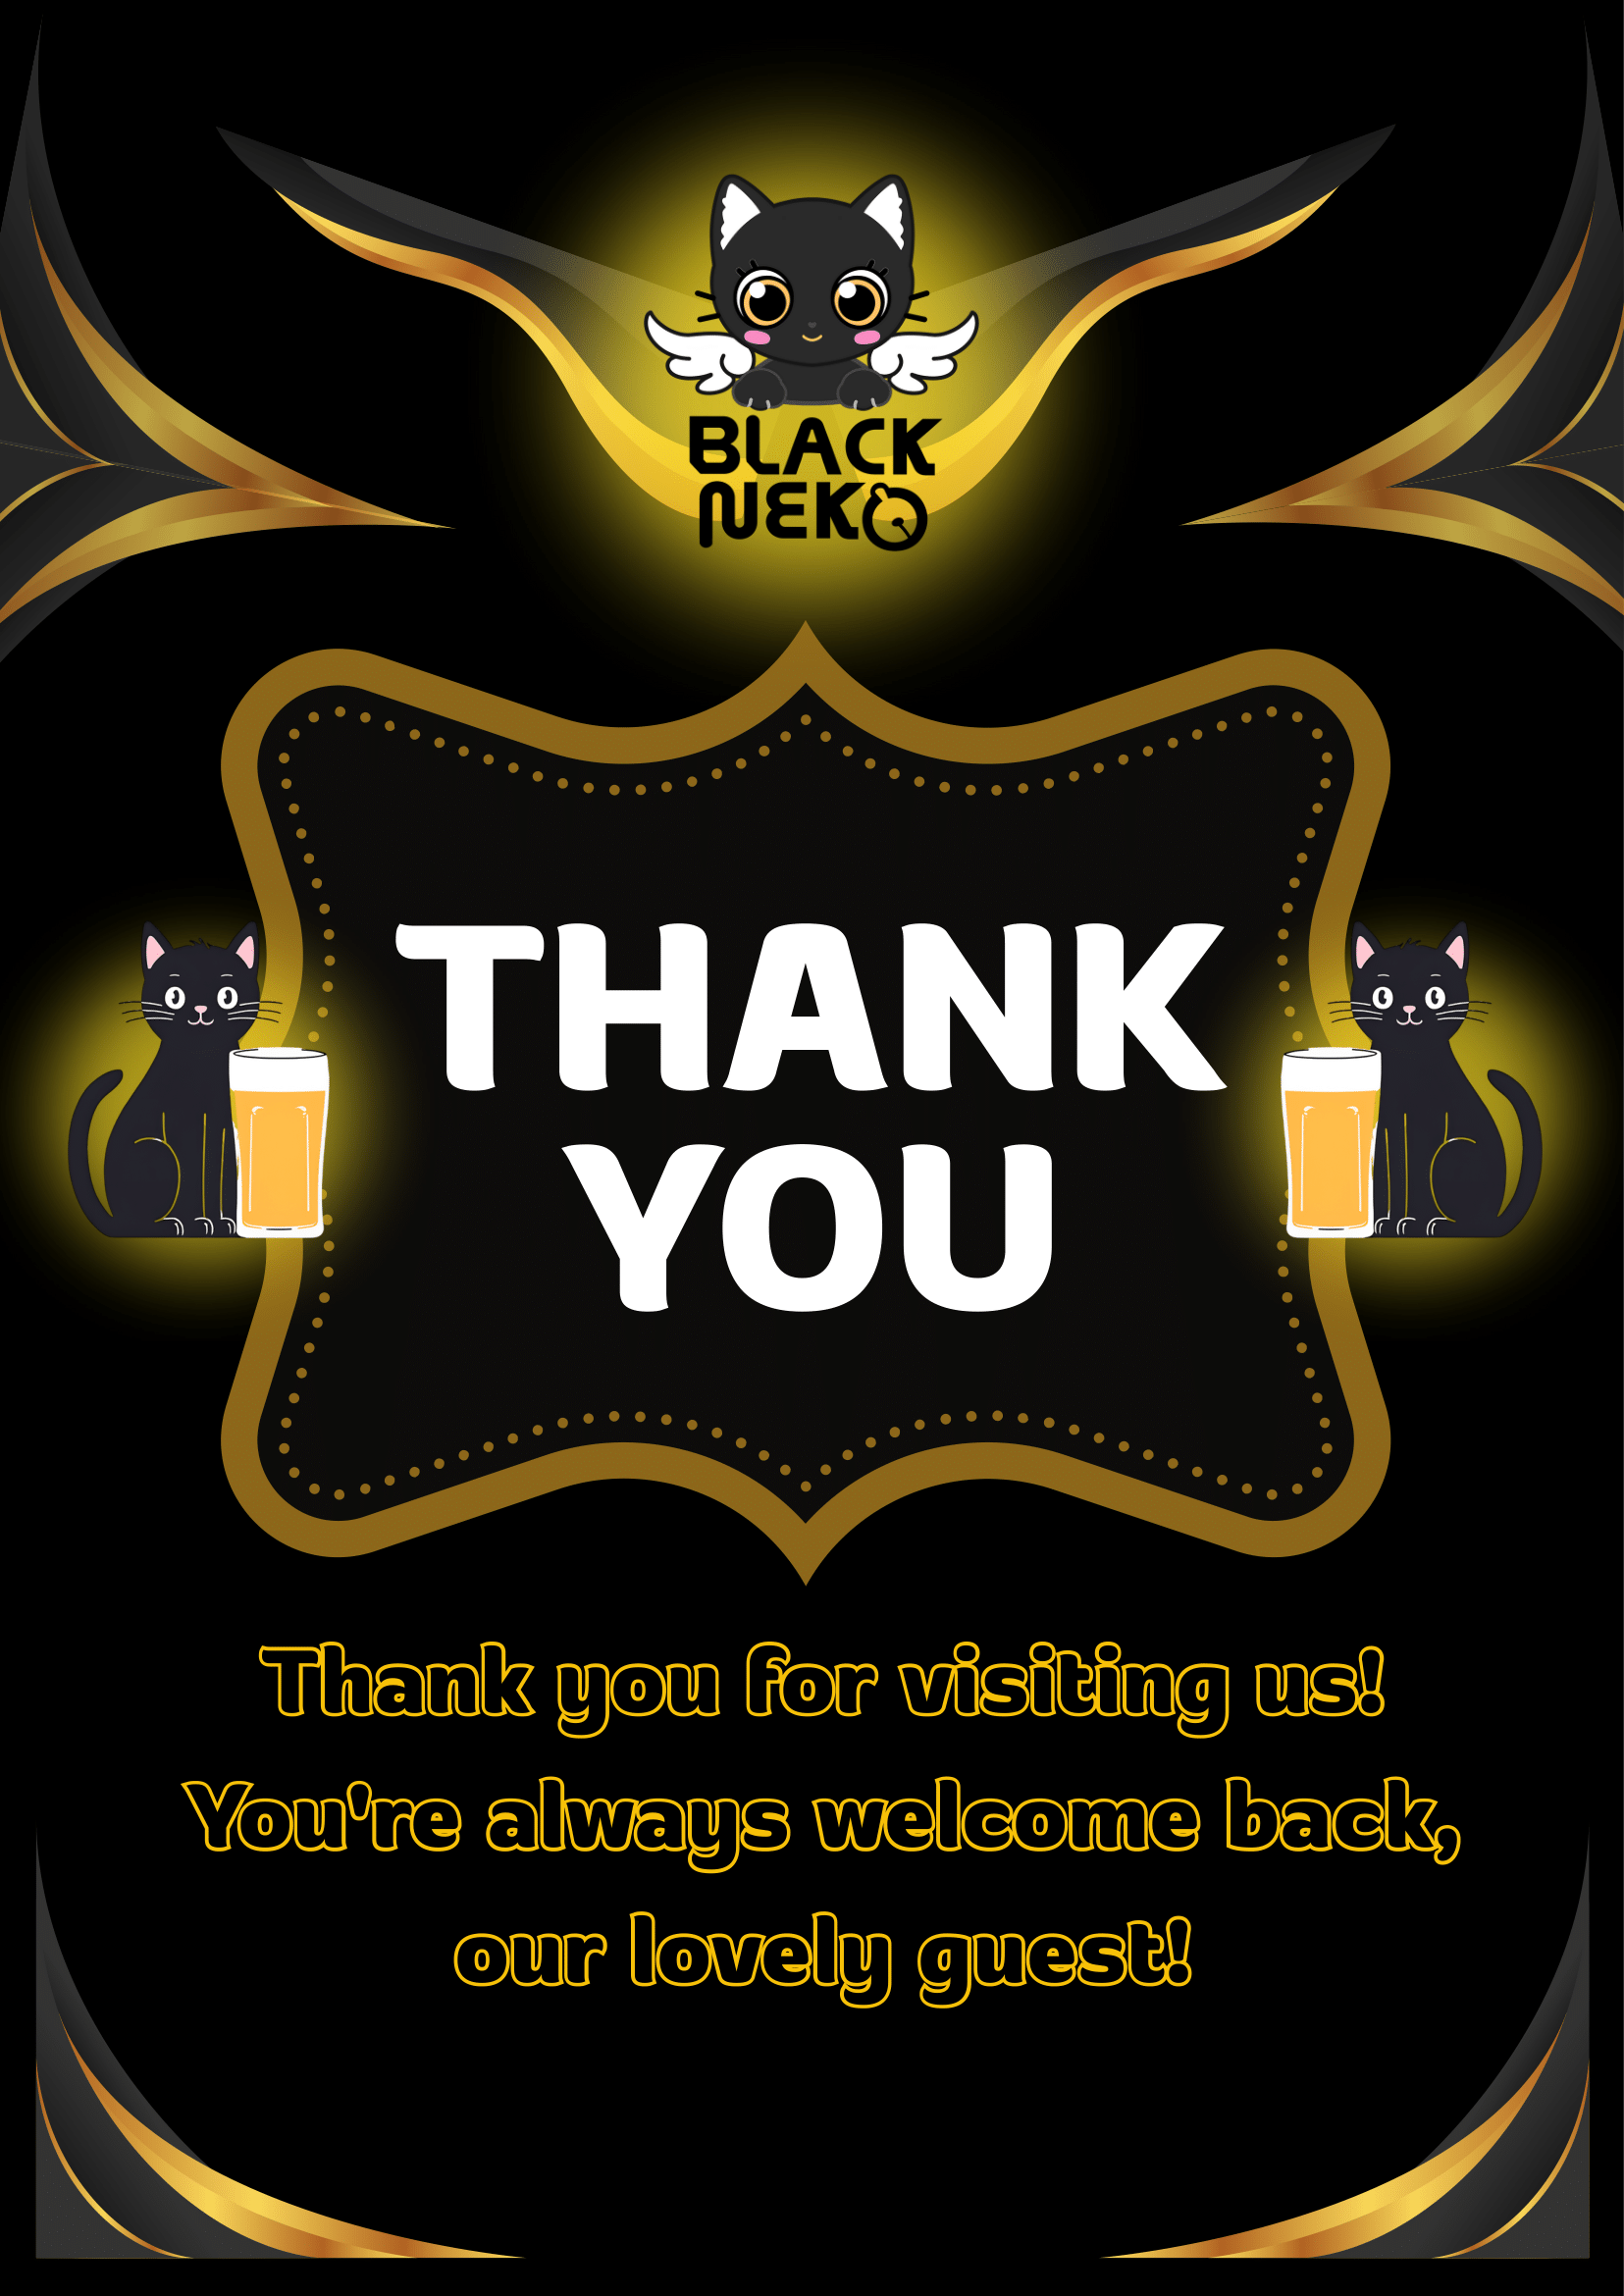 BLACK
NEKO
THANK
YOU
Thank you for visiting us!
You're always welcome back,
our lovely guest!